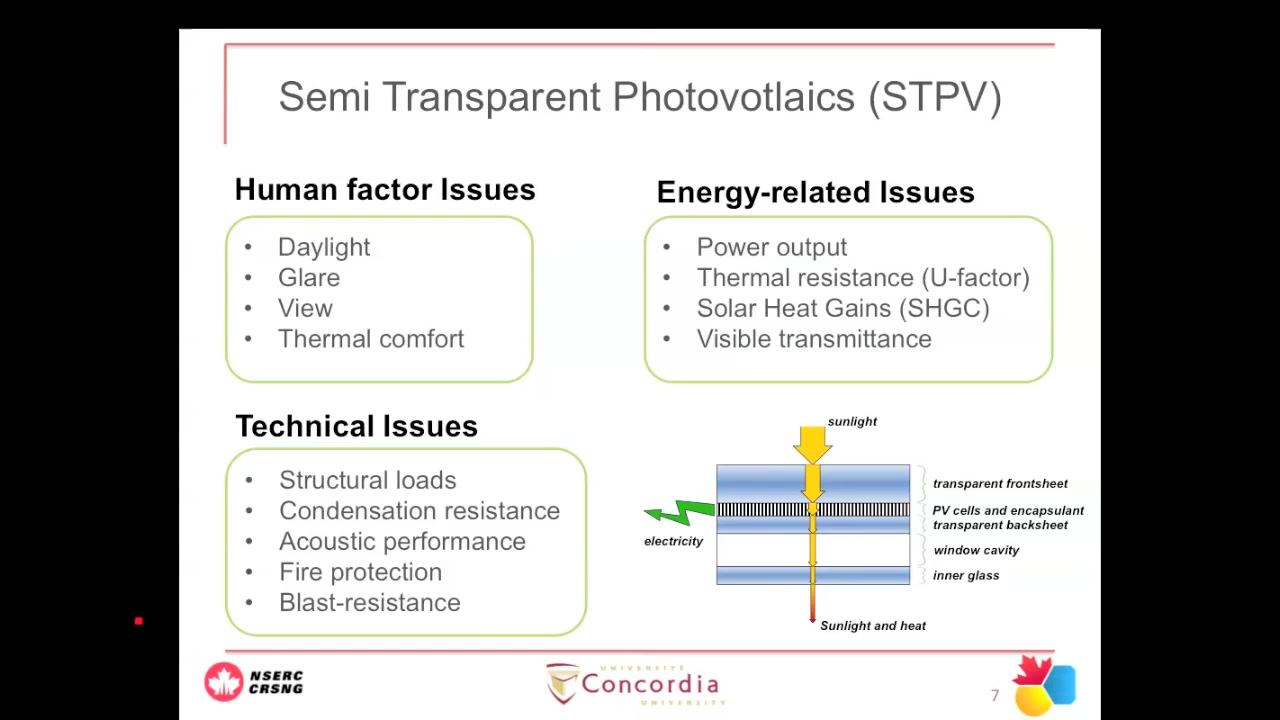 Semi Transparent Photovotlaics (STPV)
Human factor Issues
• Daylight
• Glare
• View
• Thermal comfort
Energy-related Issues
• Power output
• Thermal resistance (U-factor)
• Solar Heat Gains (SHGC)
• Visible transmittance
Technical Issues
• Structural loads
• Condensation resistance
• Acoustic performance
• Fire protection
• Blast-resistance
sunlight
transparent frontsheet
PV cells and encapsulant
transparent backsheet
window cavity
inner glass
electricity
Sunlight and heat
NSERC
CRSNG
UNIVERSITÉ
Concordia
UNIVERSITY
7